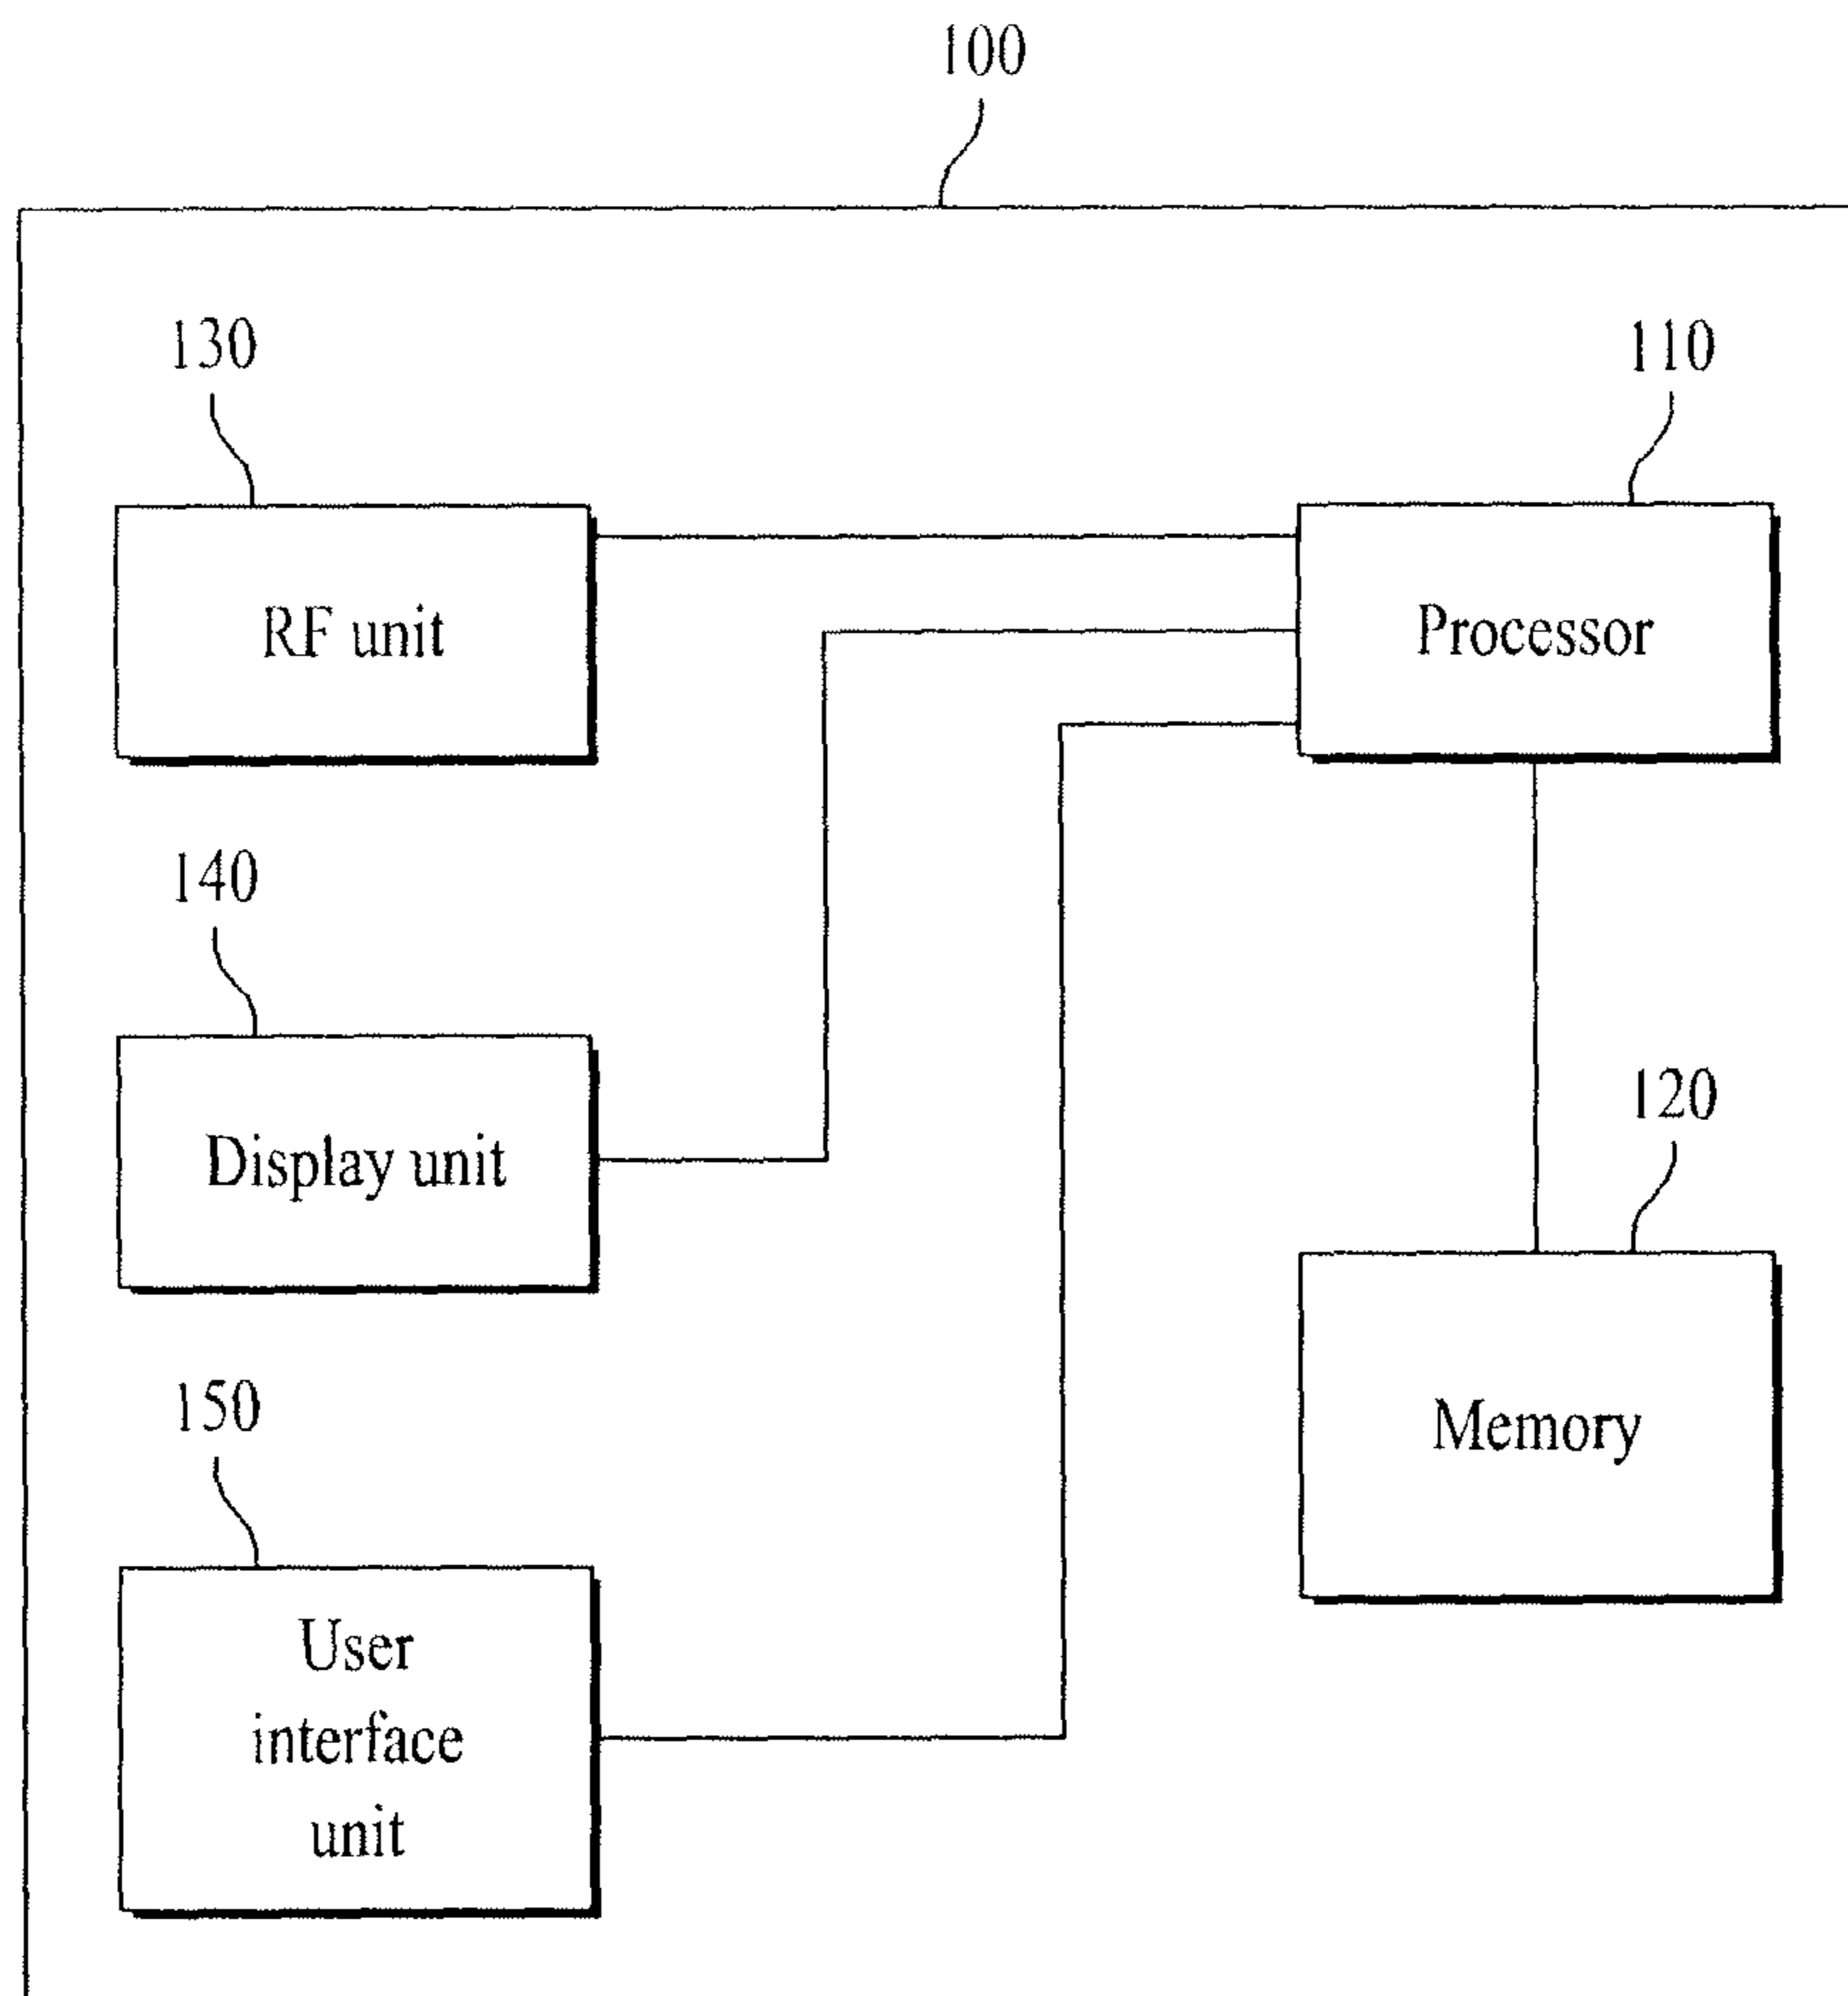 100
130
110
RF unit
Processor
140
120
Display unit
Memory
150
User
interface
unit